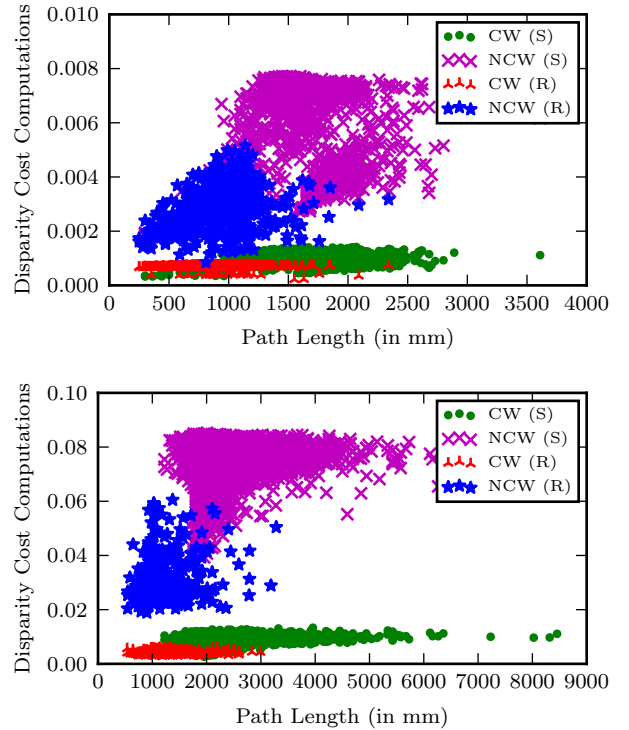 0.010
0.008
0.006
0.004
0.002
0.000
Disparity Cost Computations
CW (S)
NCW (S)
CW (R)
NCW (R)
0 500 1000 1500 2000 2500 3000 3500 4000
Path Length (in mm)
0.10
0.08
0.06
0.04
0.02
0.00
Disparity Cost Computations
CW (S)
NCW (S)
CW (R)
NCW (R)
0 1000 2000 3000 4000 5000 6000 7000 8000 9000
Path Length (in mm)